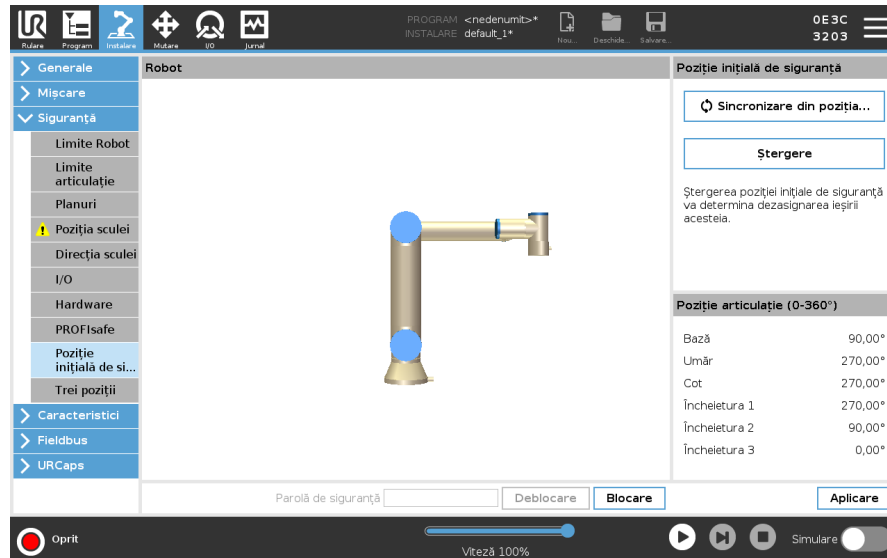 PROGRAM <nedenumit>*
INSTALARE default_1*
0E3C
3203
Rulare
Program
Instalare
Mutare
I/O
Jurnal
Nou...
Deschide...
Salvare...
Generale
Mișcare
Siguranță
Limite Robot
Limite
articulație
Planuri
Poziția sculei
Direcția sculei
I/O
Hardware
PROFIsafe
Poziție
inițială de si...
Trei poziții
Caracteristici
Fieldbus
URCaps
Robot
Poziție inițială de siguranță
Sincronizare din poziția...
Ștergere
Ștergerea poziției inițiale de siguranță
va determina dezasignarea ieșirii
acesteia.
Poziție articulație (0-360°)
Bază 90,00°
Umăr 270,00°
Cot 270,00°
Încheietura 1 270,00°
Încheietura 2 90,00°
Încheietura 3 0,00°
Parolă de siguranță
Deblocare
Blocare
Aplicare
Oprit
Viteză 100%
Simulare